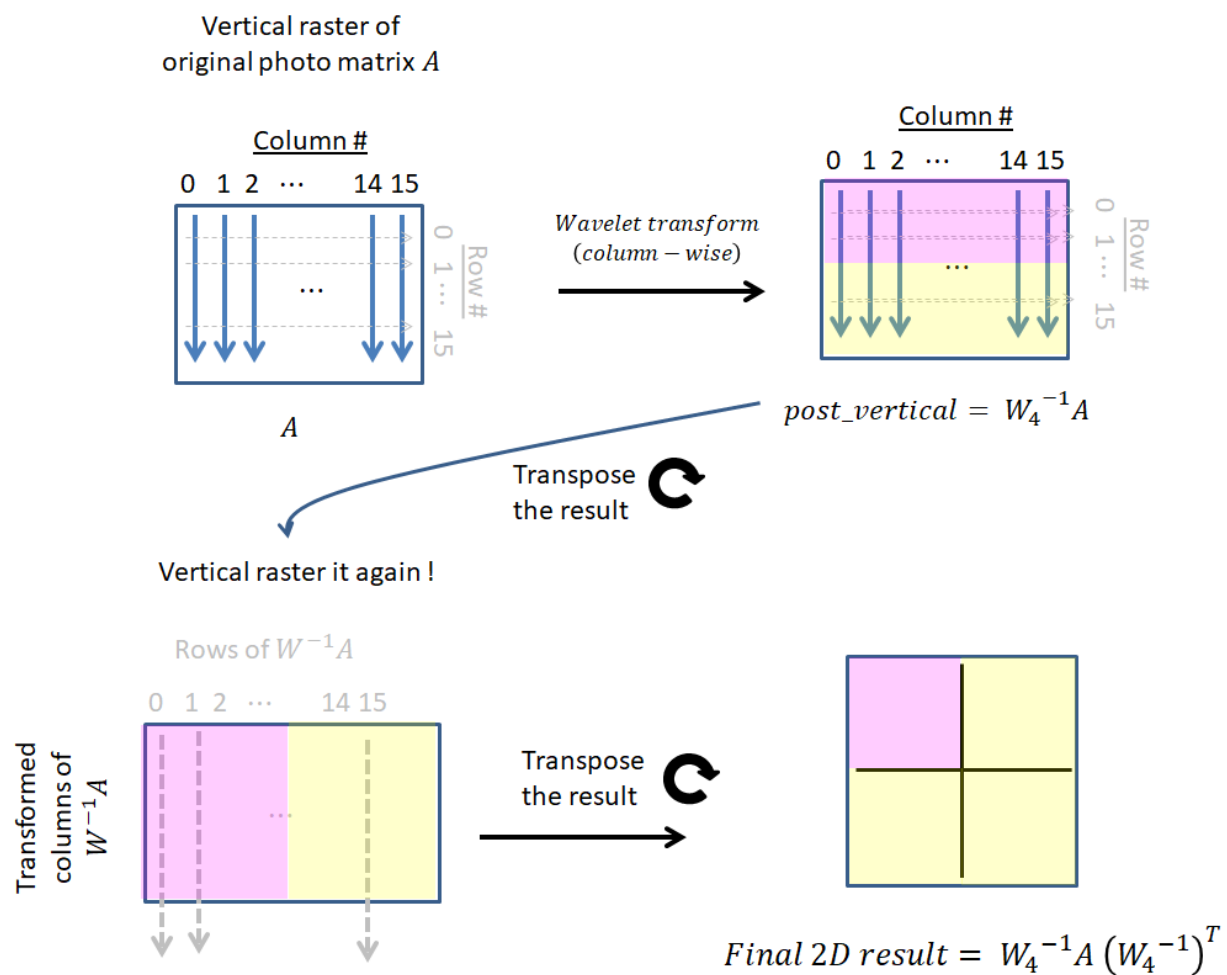 Vertical raster of
original photo matrix A
Column #
0 1 2 ⋯ 14 15
0 1 ⋯ 15
Row #
...
A
Wavelet transform
(column − wise)
Column #
0 1 2 ⋯ 14 15
0 1 ⋯ 15
Row #
...
post_vertical = W₄⁻¹A
Transpose
the result
Vertical raster it again !
Rows of W⁻¹A
0 1 2 ⋯ 14 15
Transformed
columns of
W⁻¹A
...
Transpose
the result
Final 2D result = W₄⁻¹A (W₄⁻¹)ᵀ